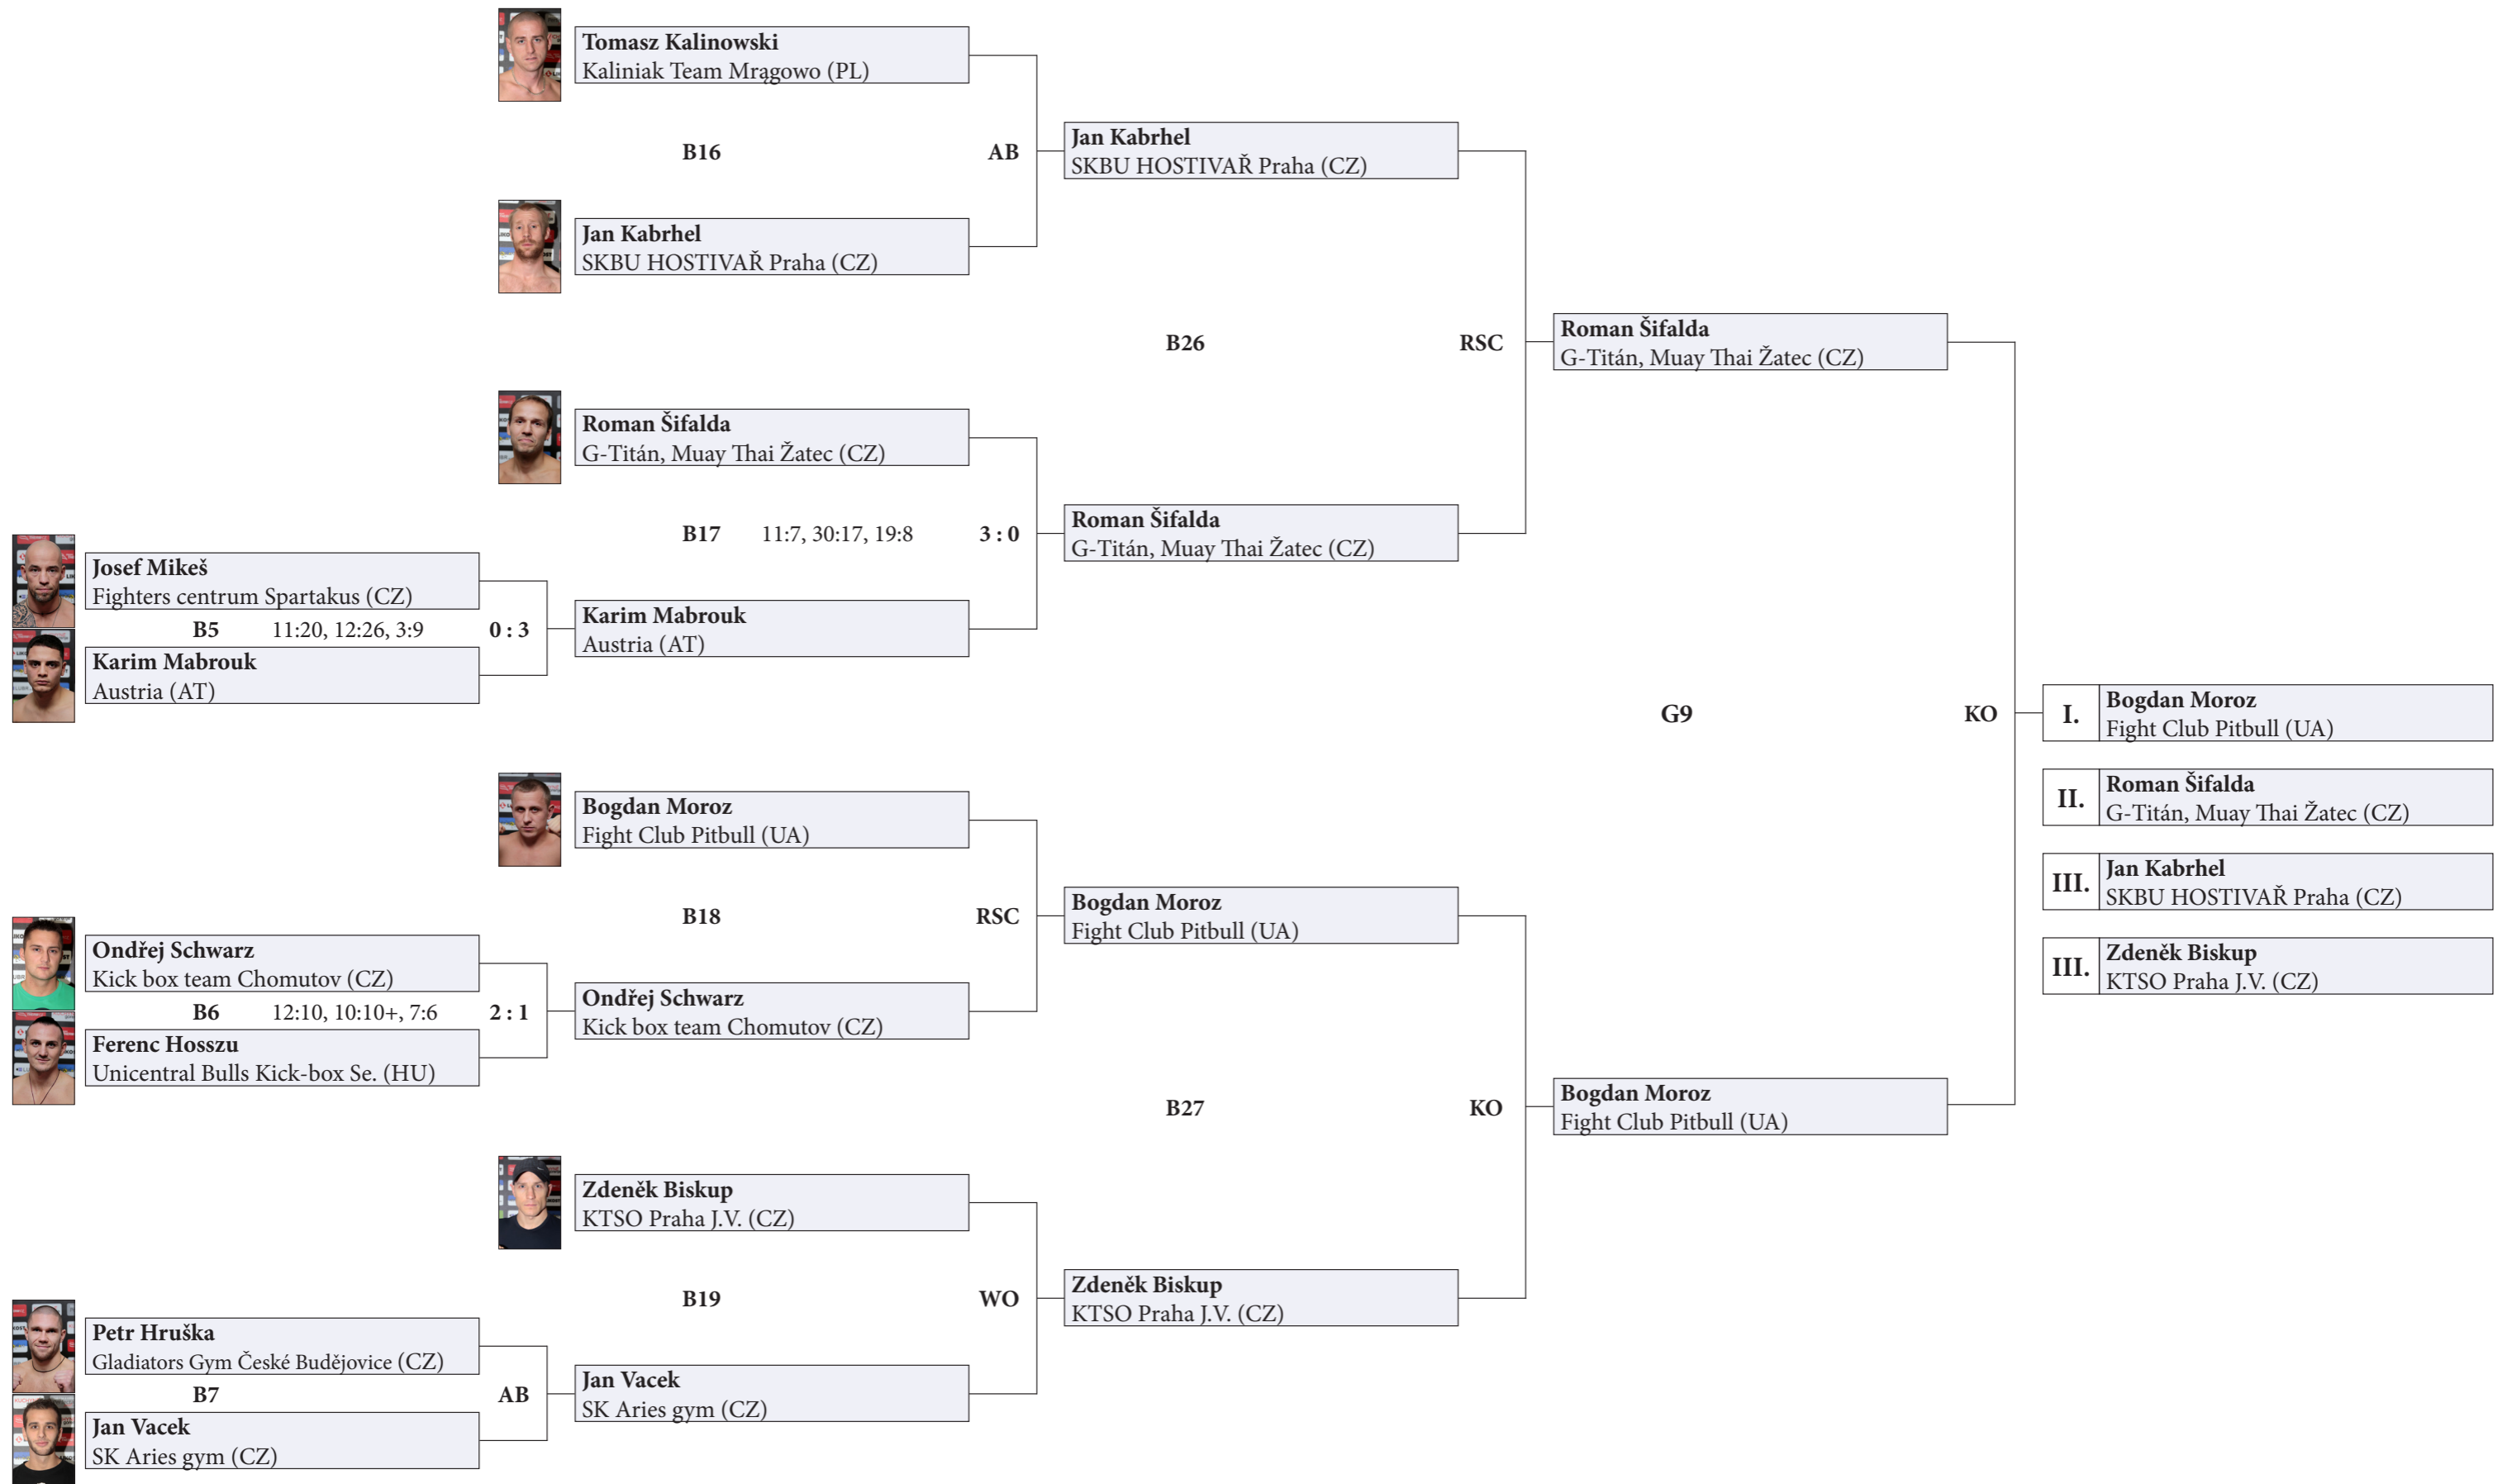 Tomasz Kalinowski
Kaliniak Team Mrągowo (PL)
B16 AB
Jan Kabrhel
SKBU HOSTIVAŘ Praha (CZ)
Jan Kabrhel
SKBU HOSTIVAŘ Praha (CZ)
B26 RSC
Roman Šifalda
G-Titán, Muay Thai Žatec (CZ)
Roman Šifalda
G-Titán, Muay Thai Žatec (CZ)
B17 11:7, 30:17, 19:8 3 : 0
Roman Šifalda
G-Titán, Muay Thai Žatec (CZ)
Josef Mikeš
Fighters centrum Spartakus (CZ)
B5 11:20, 12:26, 3:9 0 : 3
Karim Mabrouk
Austria (AT)
Karim Mabrouk
Austria (AT)
G9 KO
I. Bogdan Moroz
Fight Club Pitbull (UA)
II. Roman Šifalda
G-Titán, Muay Thai Žatec (CZ)
III. Jan Kabrhel
SKBU HOSTIVAŘ Praha (CZ)
III. Zdeněk Biskup
KTSO Praha J.V. (CZ)
Bogdan Moroz
Fight Club Pitbull (UA)
B18 RSC
Bogdan Moroz
Fight Club Pitbull (UA)
Ondřej Schwarz
Kick box team Chomutov (CZ)
B6 12:10, 10:10+, 7:6 2 : 1
Ferenc Hosszu
Unicentral Bulls Kick-box Se. (HU)
Ondřej Schwarz
Kick box team Chomutov (CZ)
B27 KO
Bogdan Moroz
Fight Club Pitbull (UA)
Zdeněk Biskup
KTSO Praha J.V. (CZ)
B19 WO
Zdeněk Biskup
KTSO Praha J.V. (CZ)
Petr Hruška
Gladiators Gym České Budějovice (CZ)
B7 AB
Jan Vacek
SK Aries gym (CZ)
Jan Vacek
SK Aries gym (CZ)